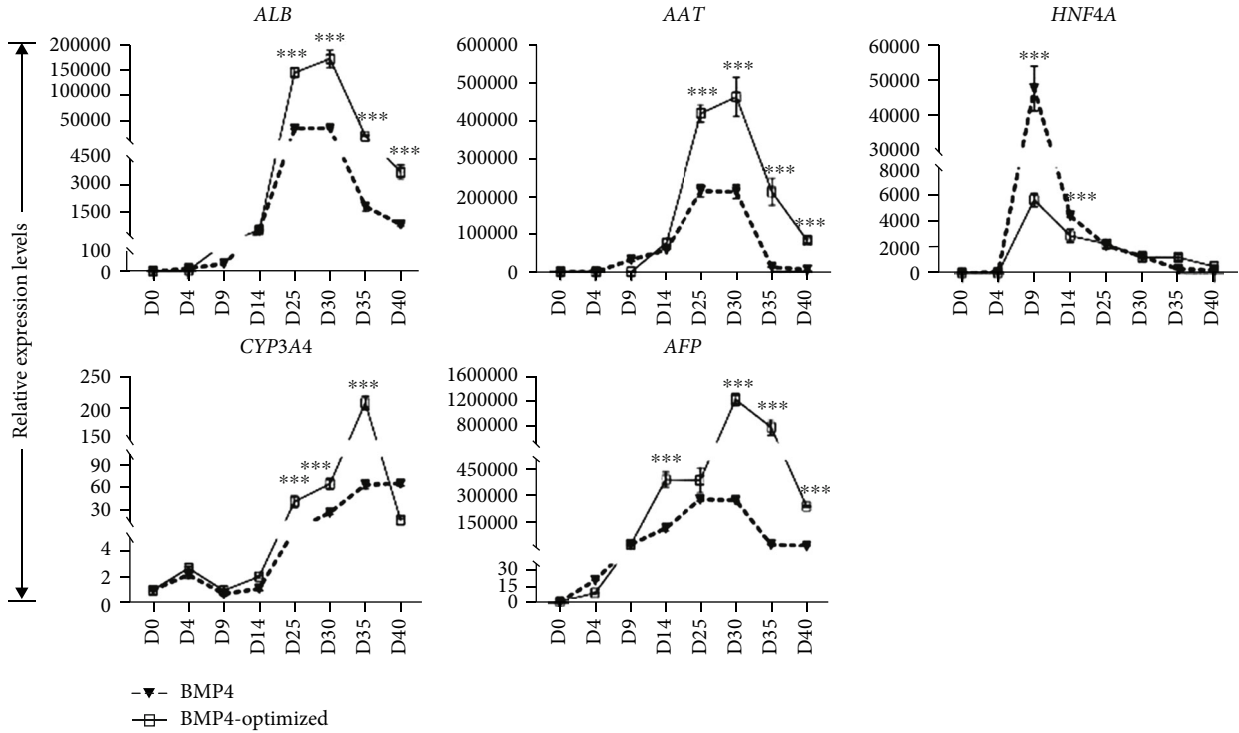 Relative expression levels
ALB
200000
150000
100000
50000
4500
3000
1500
100
0
*** *** *** ***
D0 D4 D9 D14 D25 D30 D35 D40
AAT
600000
500000
400000
300000
200000
100000
0
*** *** *** ***
D0 D4 D9 D14 D25 D30 D35 D40
HNF4A
60000
50000
40000
30000
8000
6000
4000
2000
0
*** ***
D0 D4 D9 D14 D25 D30 D35 D40
CYP3A4
250
200
150
90
60
30
4
2
0
*** *** ***
D0 D4 D9 D14 D25 D30 D35 D40
AFP
1600000
1200000
800000
450000
300000
150000
30
15
0
*** *** *** ***
D0 D4 D9 D14 D25 D30 D35 D40
BMP4
BMP4-optimized